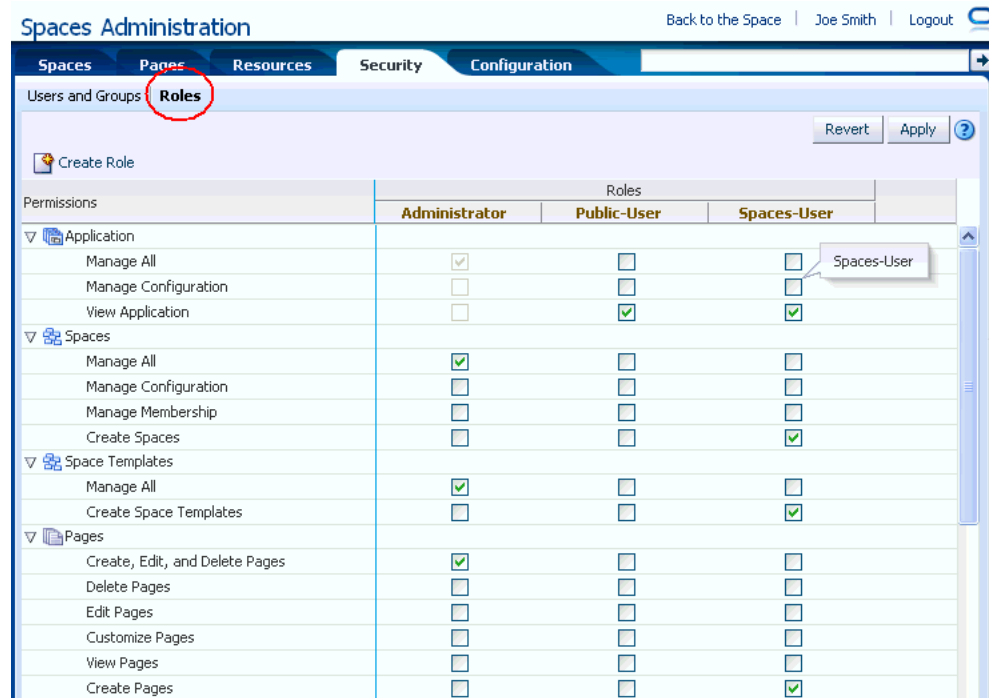 Spaces Administration
Back to the Space | Joe Smith | Logout
Spaces Pages Resources Security Configuration
Users and Groups Roles
Revert Apply ?
Create Role
Permissions
Roles
Administrator Public-User Spaces-User
Application
Manage All
Spaces-User
Manage Configuration
View Application
Spaces
Manage All
Manage Configuration
Manage Membership
Create Spaces
Space Templates
Manage All
Create Space Templates
Pages
Create, Edit, and Delete Pages
Delete Pages
Edit Pages
Customize Pages
View Pages
Create Pages